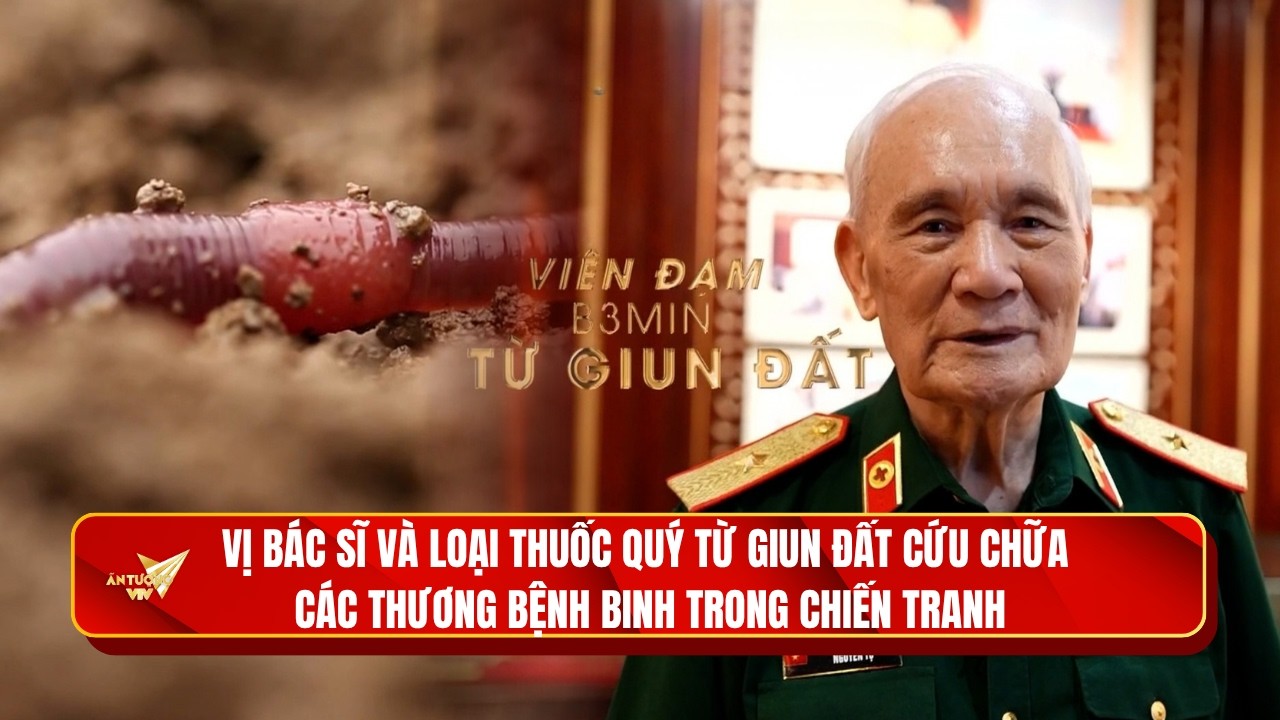 VIÊN ĐẠM
B3MIN
TỪ GIUN ĐẤT
VỊ BÁC SĨ VÀ LOẠI THUỐC QUÝ TỪ GIUN ĐẤT CỨU CHỮA
CÁC THƯƠNG BỆNH BINH TRONG CHIẾN TRANH
ẤN TƯỢNG
VTV